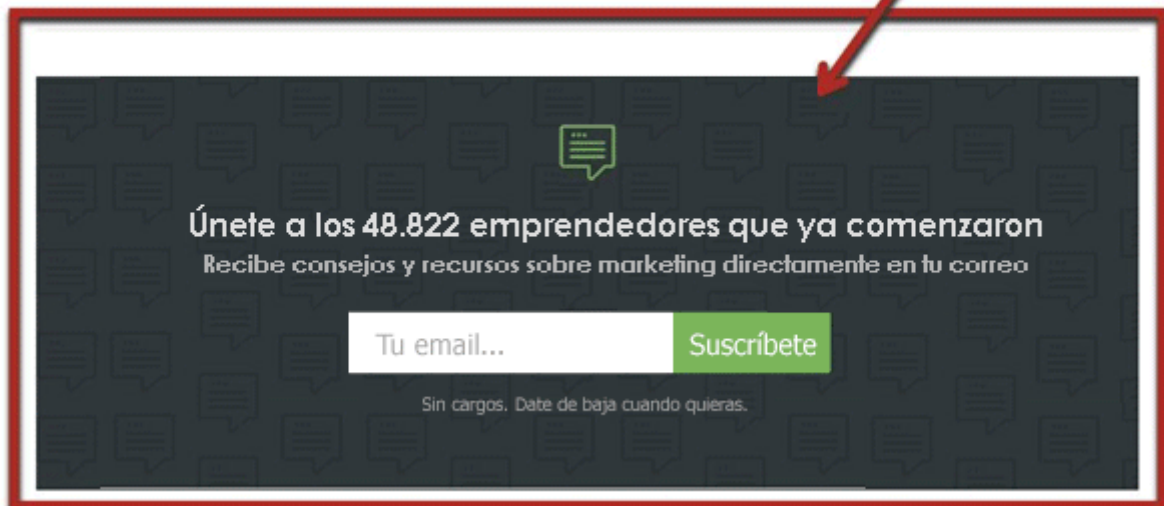 Únete a los 48.822 emprendedores que ya comenzaron
Recibe consejos y recursos sobre marketing directamente en tu correo
Tu email... Suscríbete
Sin cargos. Date de baja cuando quieras.